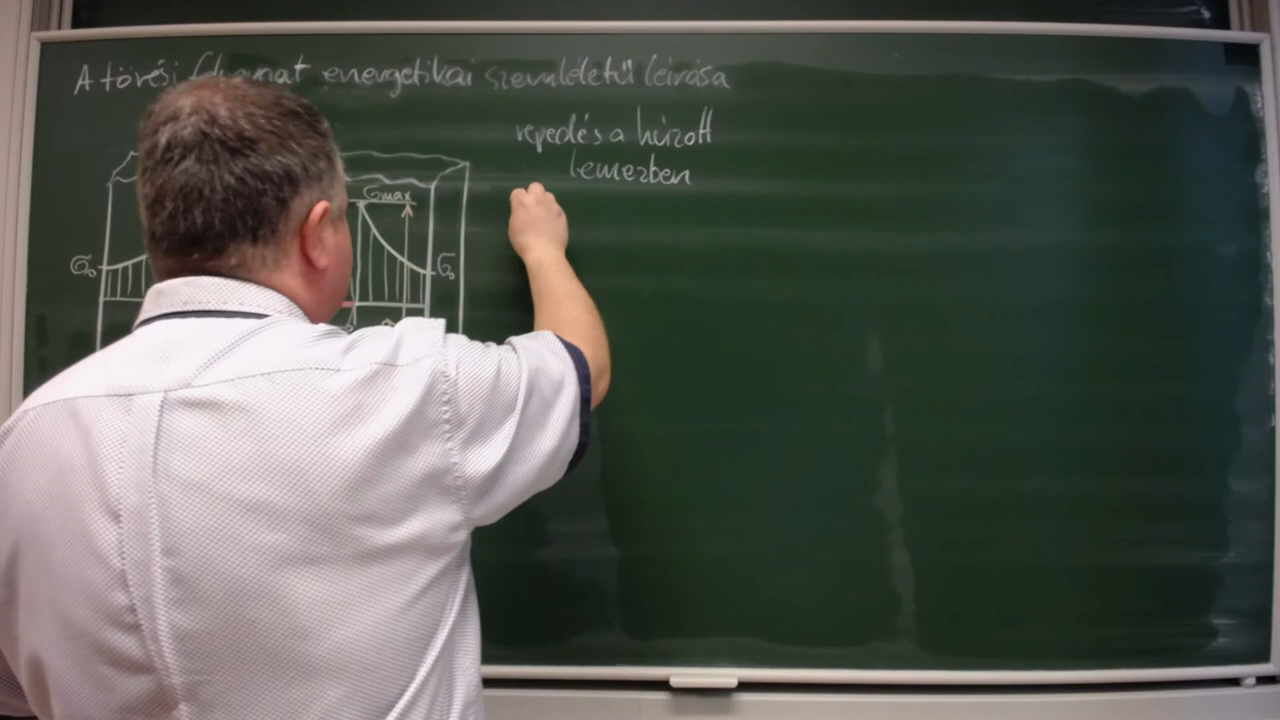 A törési folyamat energetikai szemléletű leírása
repedés a húzott
lemezben
σmax
σ₀ σ₀